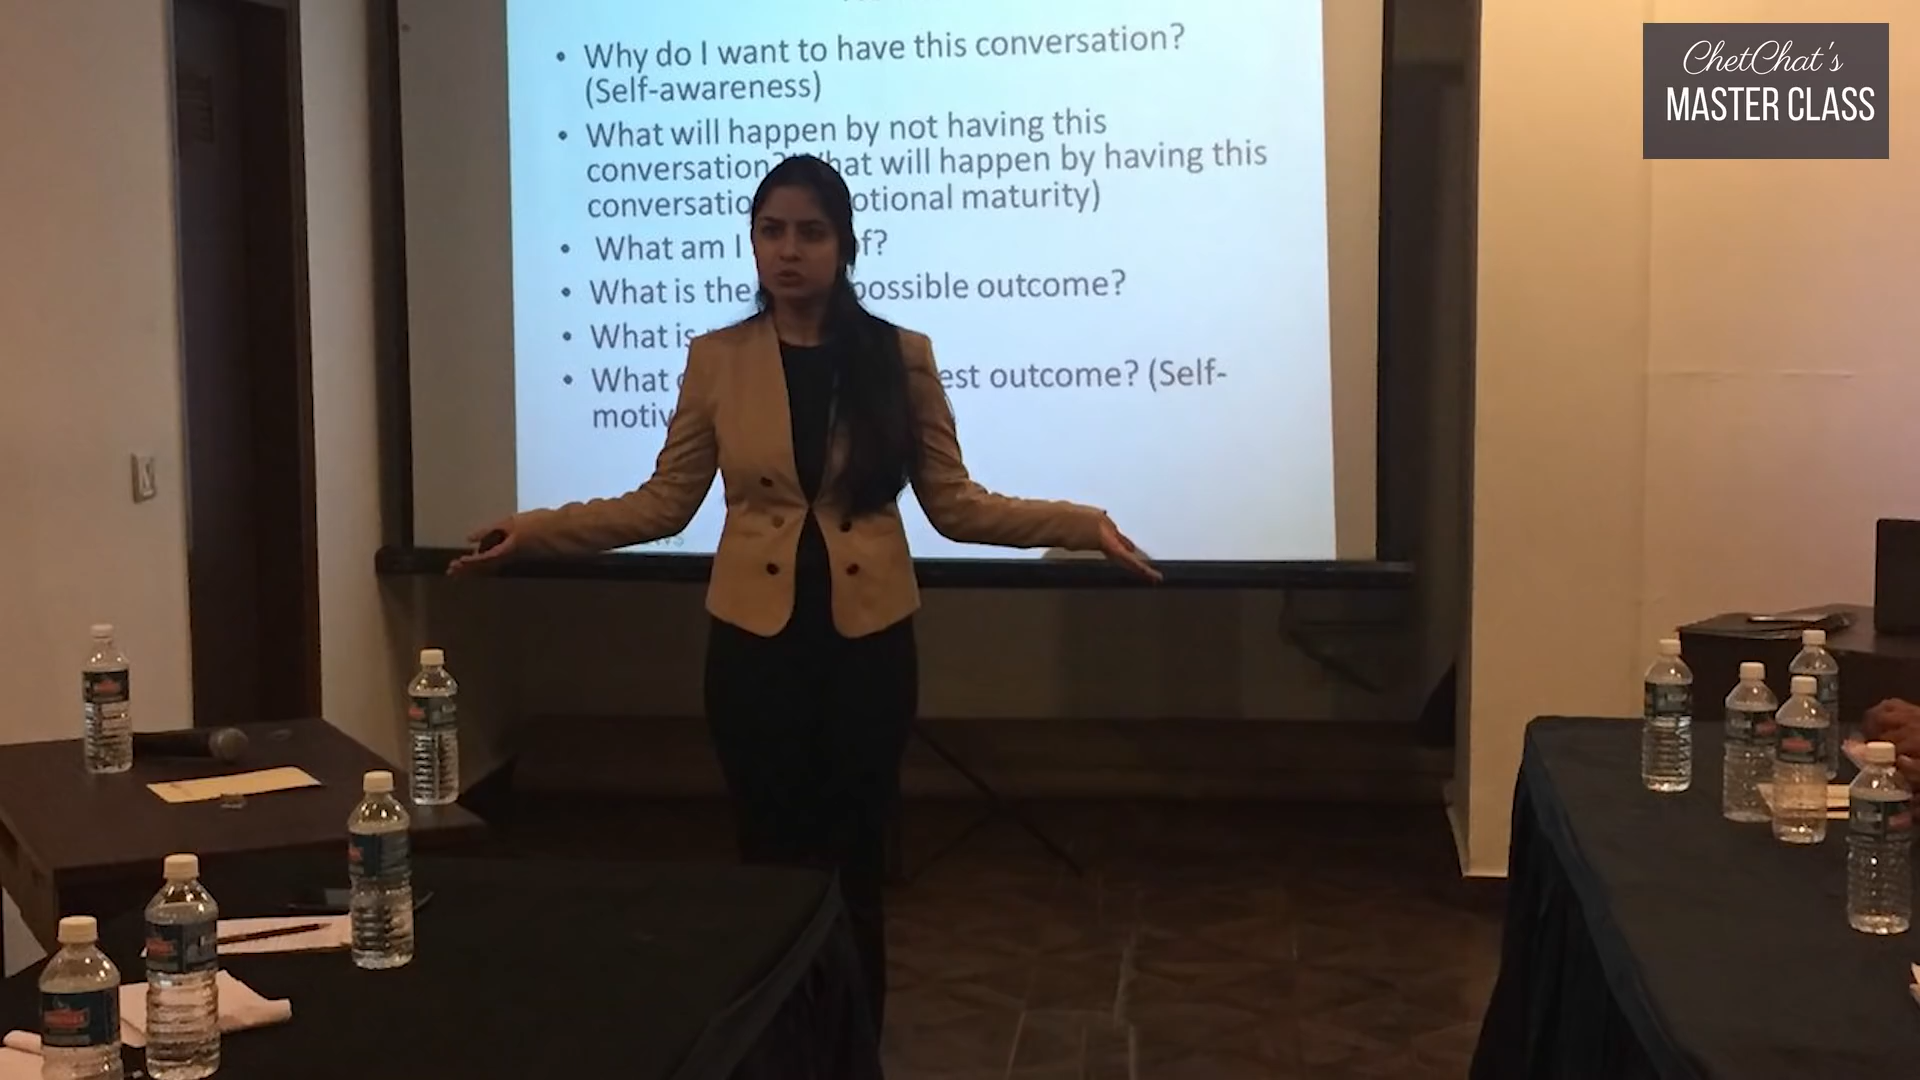 ChetChat's
MASTER CLASS
• Why do I want to have this conversation?
(Self-awareness)
• What will happen by not having this
conversation? What will happen by having this
otional maturity)
• What am I
• What is the possible outcome?
• What is
• What est outcome? (Self-
motiv